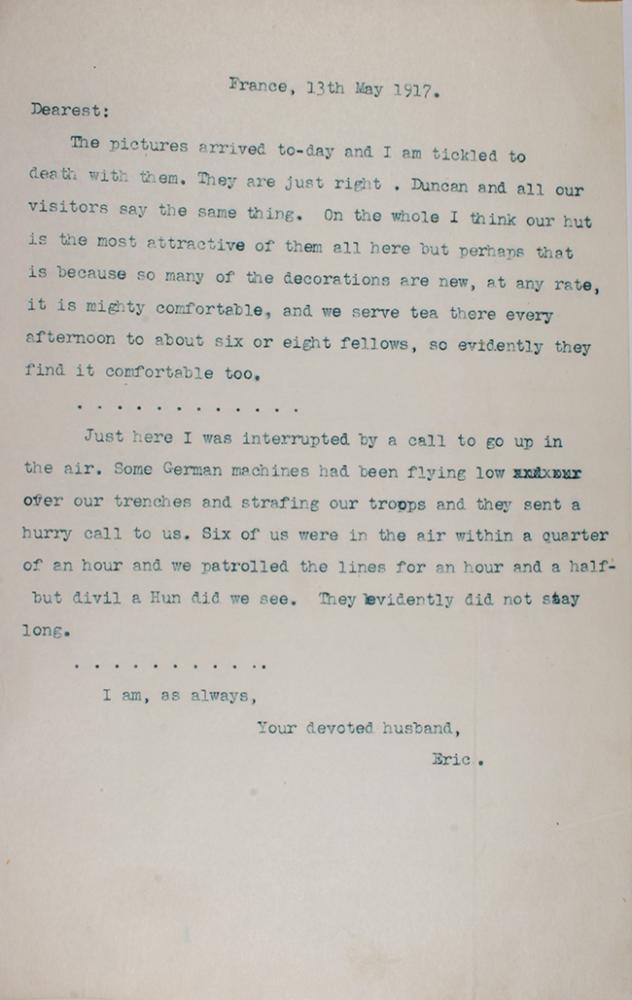 France, 13th May 1917.
Dearest:
The pictures arrived to-day and I am tickled to
death with them. They are just right . Duncan and all our
visitors say the same thing. On the whole I think our hut
is the most attractive of them all here but perhaps that
is because so many of the decorations are new, at any rate,
it is mighty comfortable, and we serve tea there every
afternoon to about six or eight fellows, so evidently they
find it comfortable too.
. . . . . . . . . . . .
Just here I was interrupted by a call to go up in
the air. Some German machines had been flying low
over our trenches and strafing our troops and they sent a
hurry call to us. Six of us were in the air within a quarter
of an hour and we patrolled the lines for an hour and a half-
but divil a Hun did we see. They evidently did not stay
long.
. . . . . . . . . . .
I am, as always,
Your devoted husband,
Eric.